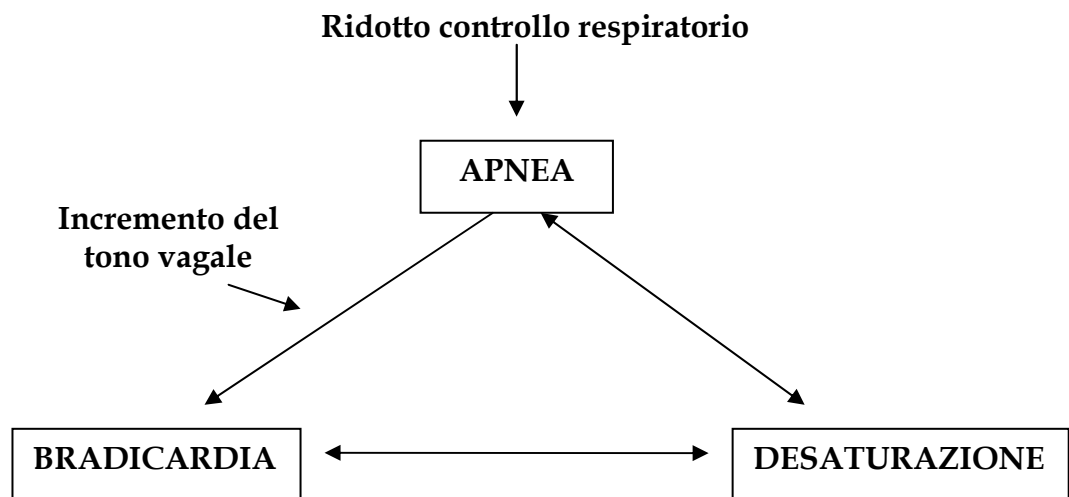 Ridotto controllo respiratorio
APNEA
Incremento del
tono vagale
BRADICARDIA
DESATURAZIONE